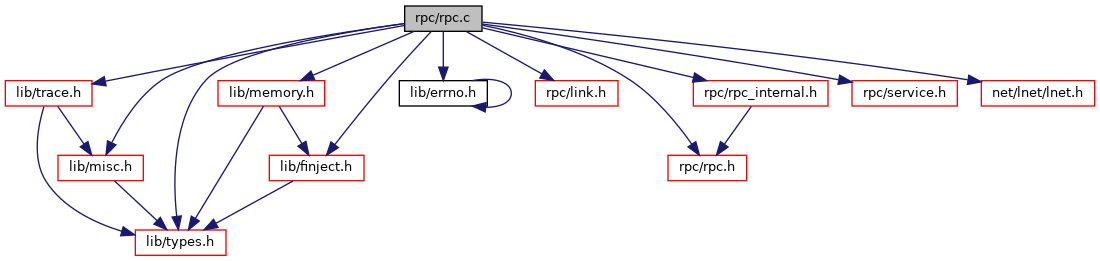 rpc/rpc.c
lib/trace.h
lib/memory.h
lib/errno.h
rpc/link.h
rpc/rpc_internal.h
rpc/service.h
net/lnet/lnet.h
lib/misc.h
lib/finject.h
rpc/rpc.h
lib/types.h